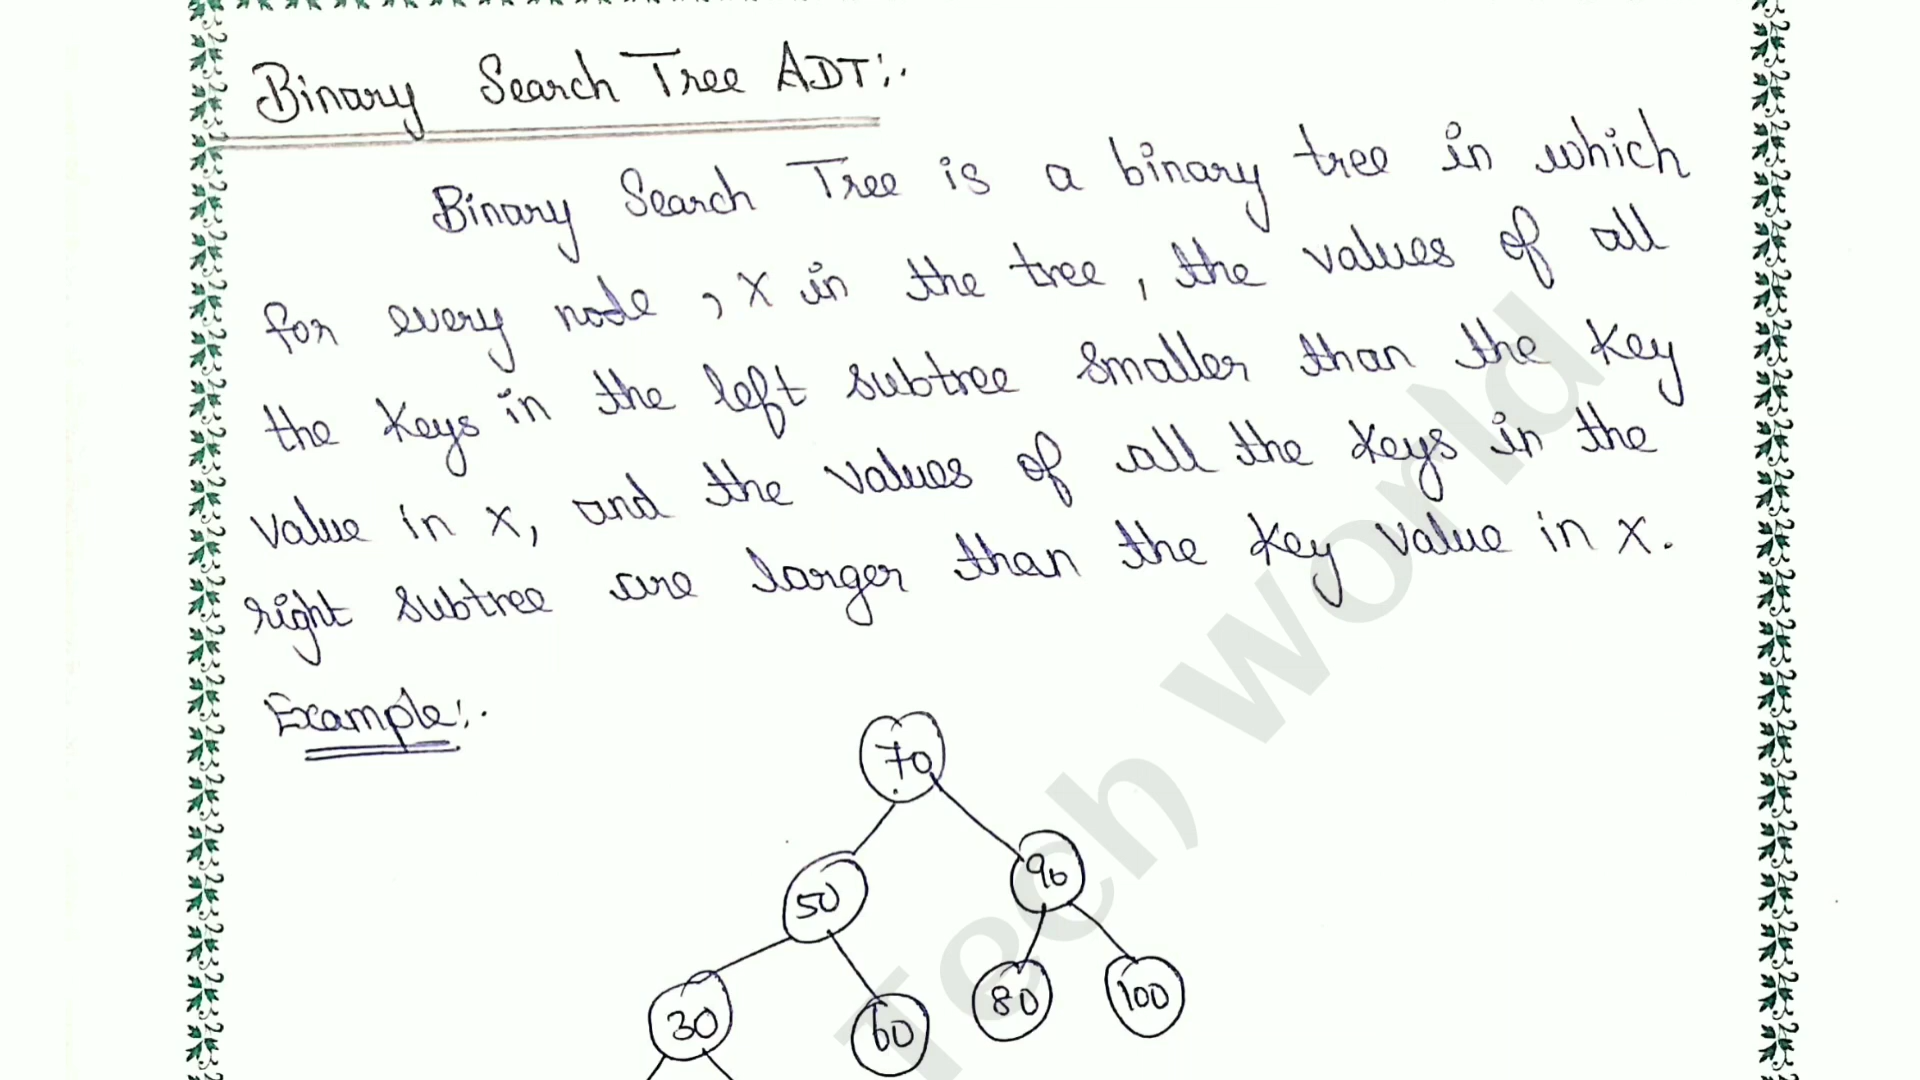 Binary Search Tree ADT:.
Binary Search Tree is a binary tree in which
for every node , X in the tree , the values of all
the Keys in the left subtree smaller than the Key
value in X, and the values of all the Keys in the
right subtree are larger than the Key value in X.
Example:.
70
50 90
30 60 80 100
Tech World